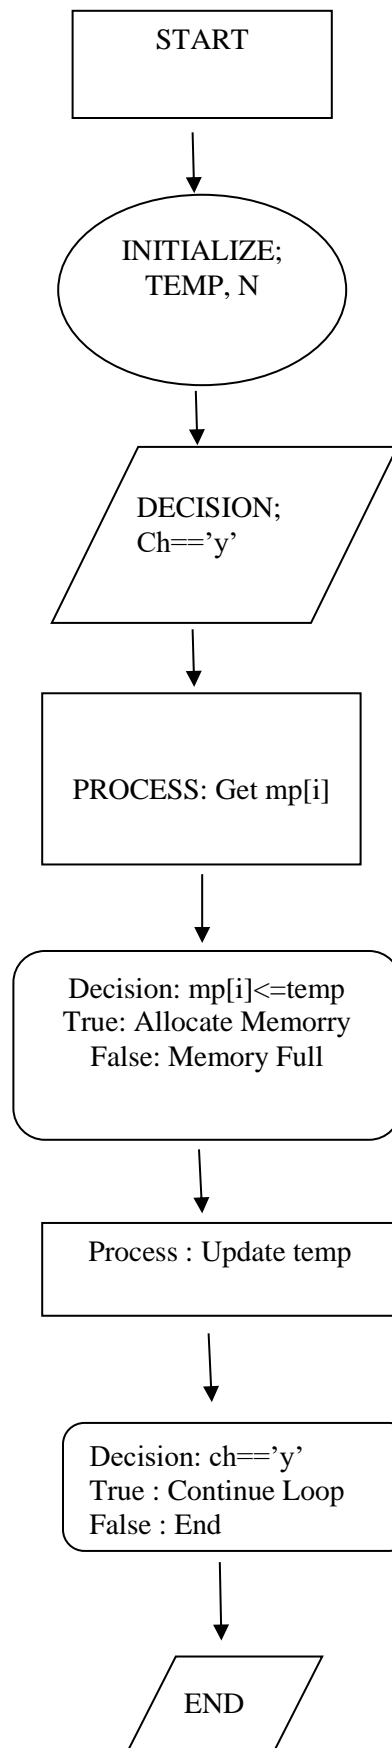 START
INITIALIZE;
TEMP, N
DECISION;
Ch==’y’
PROCESS: Get mp[i]
Decision: mp[i]<=temp
True: Allocate Memorry
False: Memory Full
Process : Update temp
Decision: ch==’y’
True : Continue Loop
False : End
END